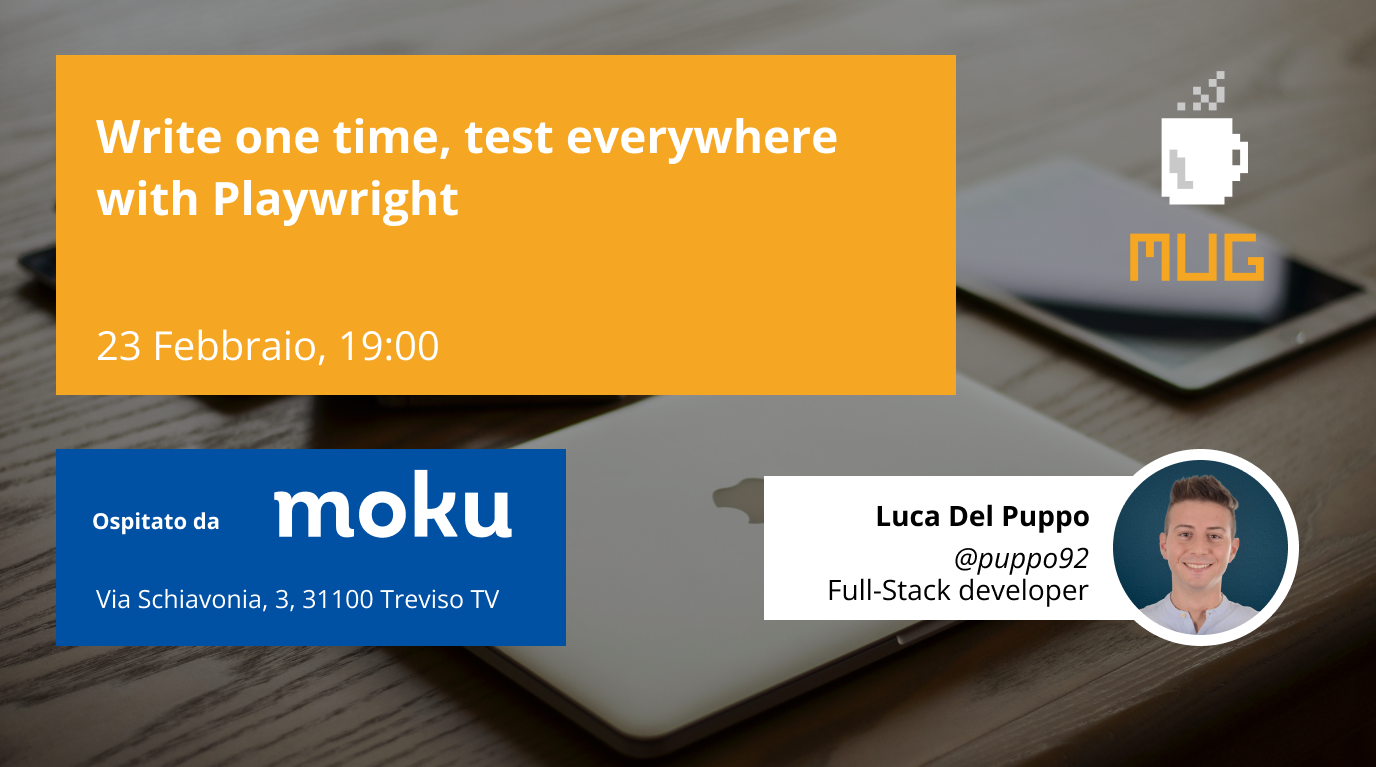 Write one time, test everywhere
with Playwright
23 Febbraio, 19:00
MUG
Ospitato da moku
Via Schiavonia, 3, 31100 Treviso TV
Luca Del Puppo
@puppo92
Full-Stack developer